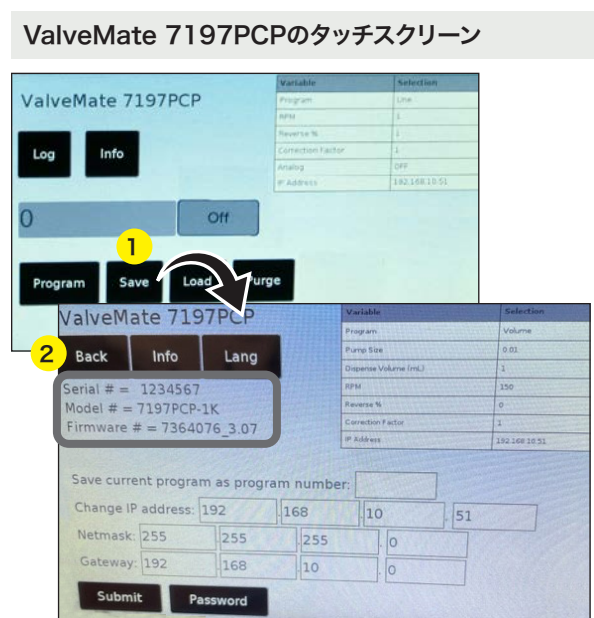 ValveMate 7197PCPのタッチスクリーン
ValveMate 7197PCP
Variable Selection
Program Line
RPM 1
Reverse % 1
Correction Factor 1
Analog OFF
IP Address 192.168.10.51
Log Info
0 Off
1
Program Save Load Purge
ValveMate 7197PCP
Variable Selection
Program Volume
Pump Size 0.01
Dispense Volume (mL) 1
RPM 150
Reverse % 0
Correction Factor 1
IP Address 192.168.10.51
2
Back Info Lang
Serial # = 1234567
Model # = 7197PCP-1K
Firmware # = 7364076_3.07
Save current program as program number:
Change IP address: 192 .168 .10 . 51
Netmask: 255 .255 .255 . 0
Gateway: 192 .168 .10 . 0
Submit Password